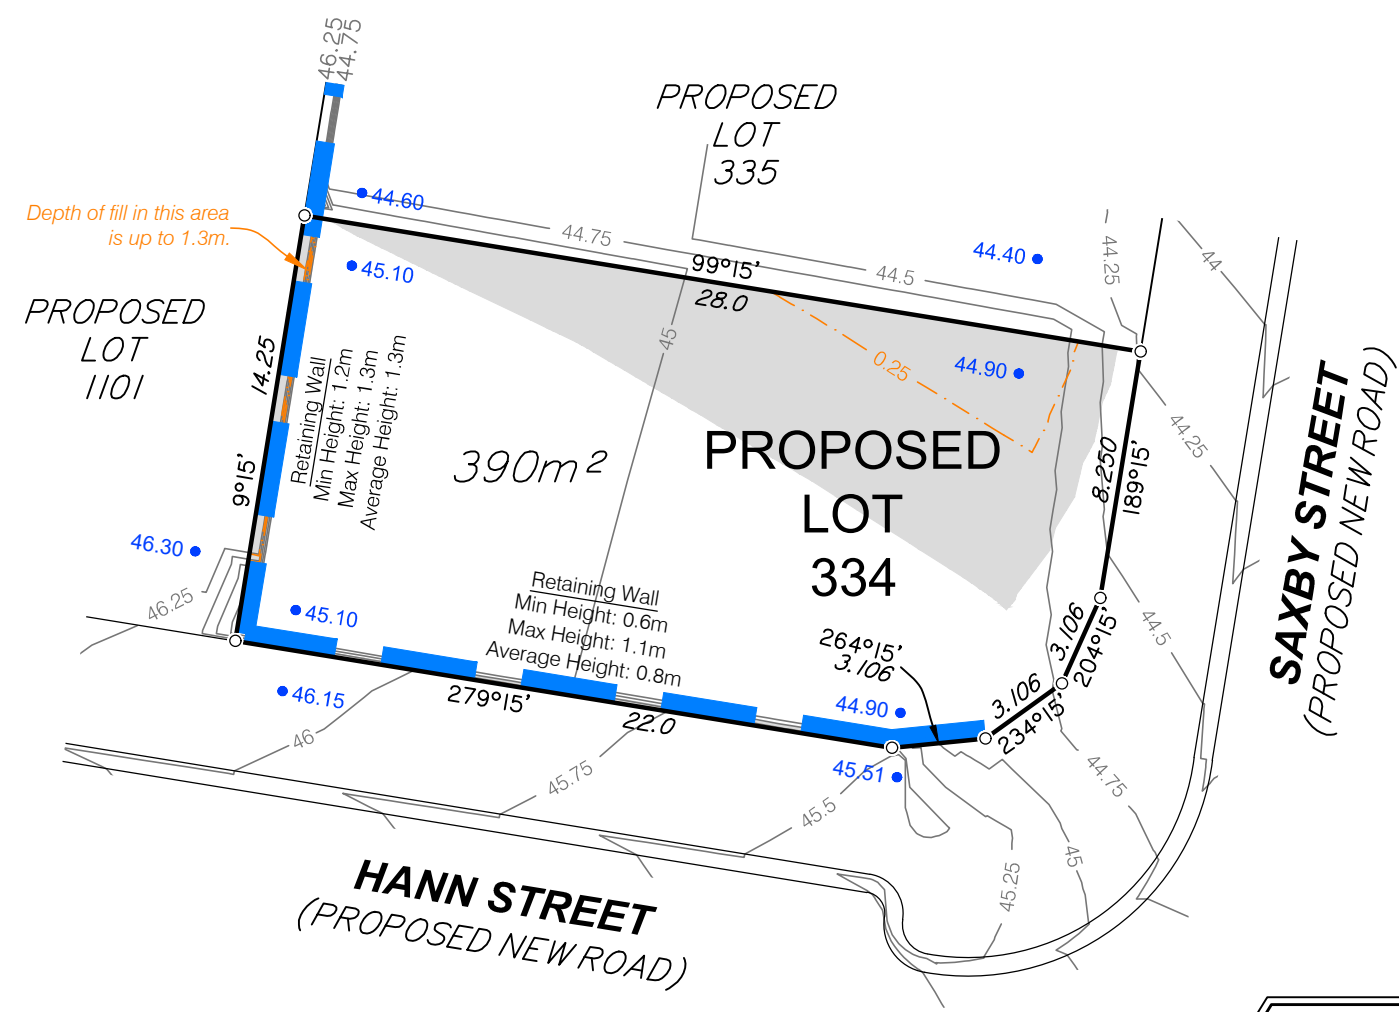 46.25
44.75
PROPOSED
LOT
335
44.60
Depth of fill in this area
is up to 1.3m.
44.75
44.40
44.25
44
45.10
99°15'
28.0
44.5
PROPOSED
LOT
1101
14.25
9°15'
Retaining Wall
Min Height: 1.2m
Max Height: 1.3m
Average Height: 1.3m
45
0.25
44.90
390m²
PROPOSED
LOT
334
8.250
189°15'
44.25
SAXBY STREET
(PROPOSED NEW ROAD)
46.30
46.25
45.10
Retaining Wall
Min Height: 0.6m
Max Height: 1.1m
Average Height: 0.8m
264°15'
3.106
3.106
204°15'
44.5
46.15
279°15'
22.0
44.90
3.106
234°15'
46
45.75
45.51
45.5
44.75
45
45.25
HANN STREET
(PROPOSED NEW ROAD)